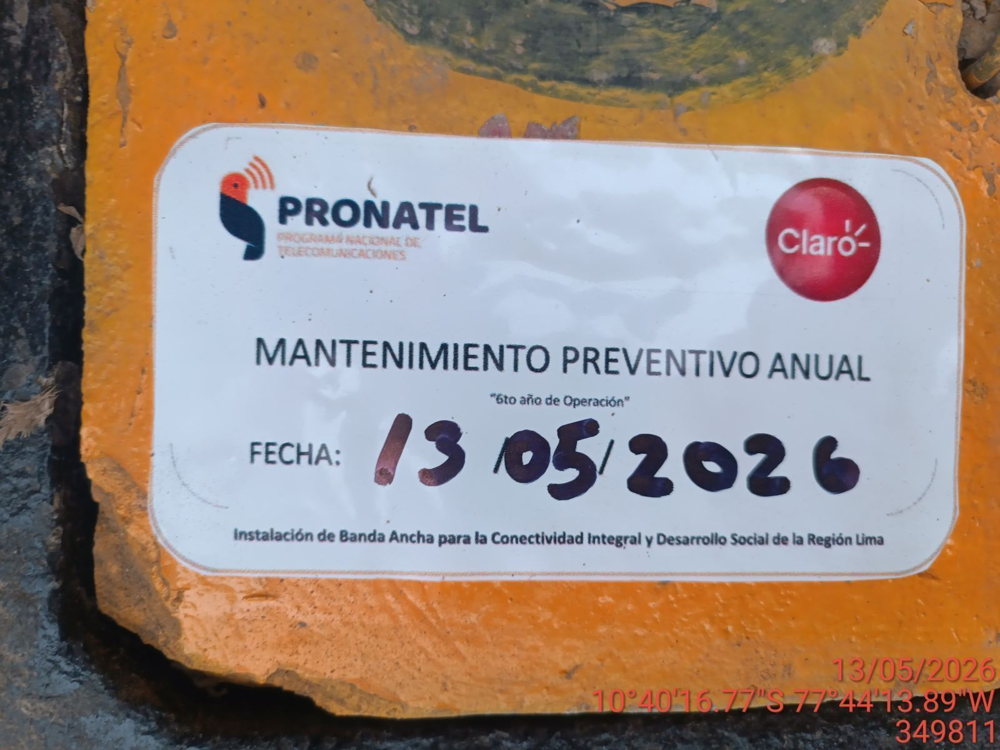 PRONATEL
PROGRAMA NACIONAL DE
TELECOMUNICACIONES
Claro
MANTENIMIENTO PREVENTIVO ANUAL
"6to año de Operación"
FECHA: 13/05/2026
Instalación de Banda Ancha para la Conectividad Integral y Desarrollo Social de la Región Lima
13/05/2026
10°40'16.77"S 77°44'13.89"W
349811